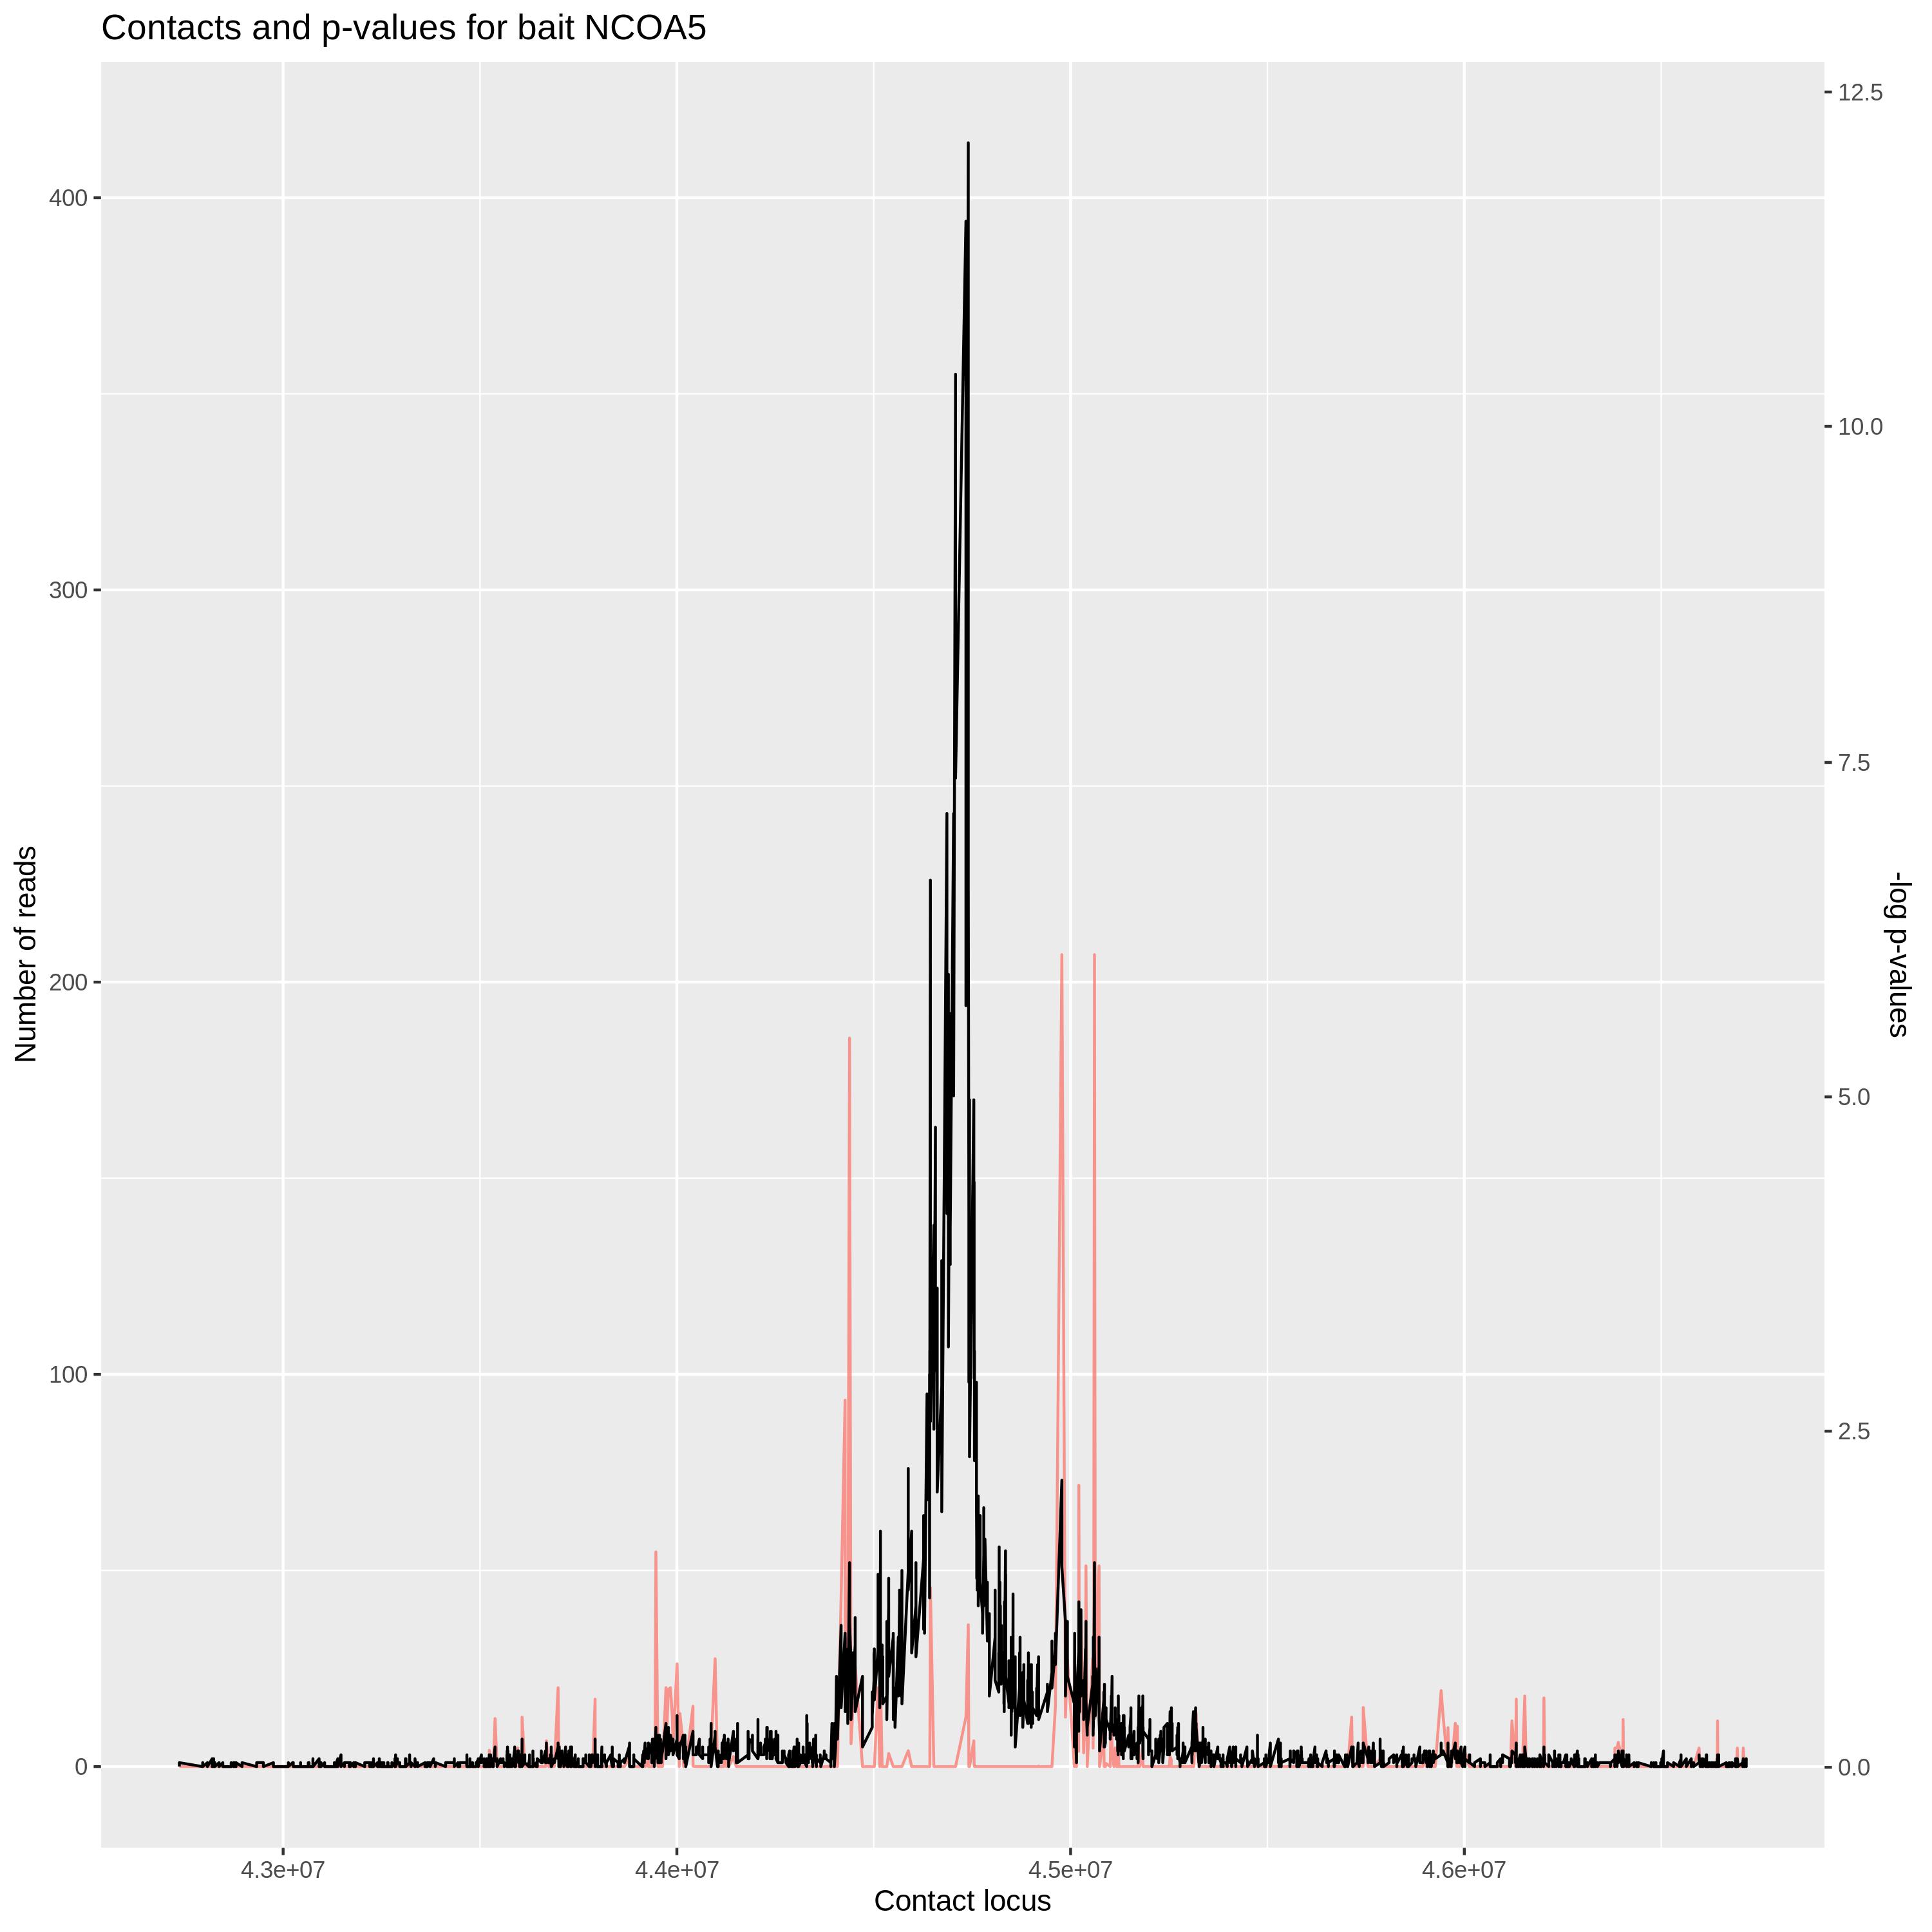 Contacts and p-values for bait NCOA5
Number of reads
400
300
200
100
0
12.5
10.0
7.5
5.0
2.5
0.0
-log p-values
4.3e+07 4.4e+07 4.5e+07 4.6e+07
Contact locus